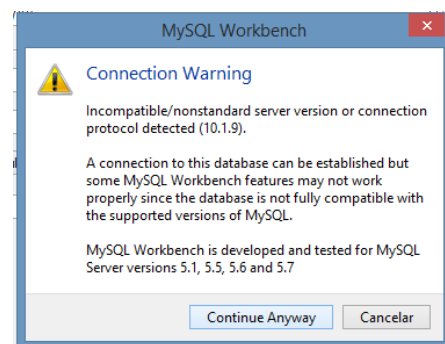 MySQL Workbench
Connection Warning
Incompatible/nonstandard server version or connection
protocol detected (10.1.9).
A connection to this database can be established but
some MySQL Workbench features may not work
properly since the database is not fully compatible with
the supported versions of MySQL.
MySQL Workbench is developed and tested for MySQL
Server versions 5.1, 5.5, 5.6 and 5.7
Continue Anyway Cancelar